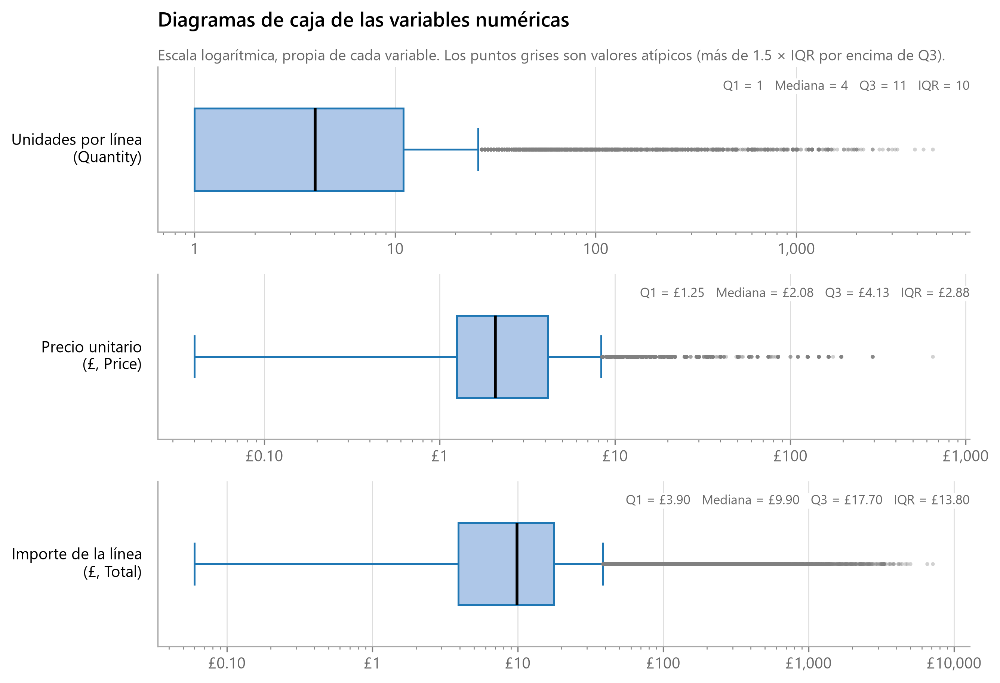 Diagramas de caja de las variables numéricas
Escala logarítmica, propia de cada variable. Los puntos grises son valores atípicos (más de 1.5 × IQR por encima de Q3).
Q1 = 1   Mediana = 4   Q3 = 11   IQR = 10
Unidades por línea
(Quantity)
1 10 100 1,000
Q1 = £1.25   Mediana = £2.08   Q3 = £4.13   IQR = £2.88
Precio unitario
(£, Price)
£0.10 £1 £10 £100 £1,000
Q1 = £3.90   Mediana = £9.90   Q3 = £17.70   IQR = £13.80
Importe de la línea
(£, Total)
£0.10 £1 £10 £100 £1,000 £10,000